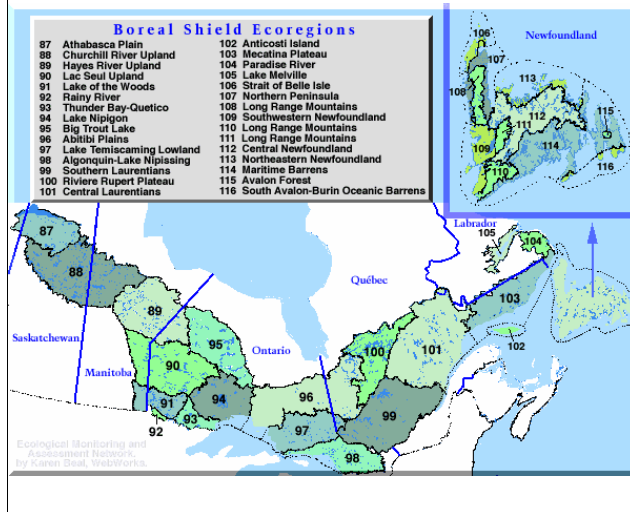 Boreal Shield Ecoregions
87 Athabasca Plain
88 Churchill River Upland
89 Hayes River Upland
90 Lac Seul Upland
91 Lake of the Woods
92 Rainy River
93 Thunder Bay-Quetico
94 Lake Nipigon
95 Big Trout Lake
96 Abitibi Plains
97 Lake Temiscaming Lowland
98 Algonquin-Lake Nipissing
99 Southern Laurentians
100 Riviere Rupert Plateau
101 Central Laurentians
102 Anticosti Island
103 Mecatina Plateau
104 Paradise River
105 Lake Melville
106 Strait of Belle Isle
107 Northern Peninsula
108 Long Range Mountains
109 Southwestern Newfoundland
110 Long Range Mountains
111 Long Range Mountains
112 Central Newfoundland
113 Northeastern Newfoundland
114 Maritime Barrens
115 Avalon Forest
116 South Avalon-Burin Oceanic Barrens
Newfoundland
106
107
113
108
112
115
111
114
109
116
110
Labrador
105
104
87
88
Québec
103
89
Saskatchewan
95
Ontario
100
101
102
90
Manitoba
96
91
94
99
93
97
92
98
Ecological Monitoring and
Assessment Network.
by Karen Beal, WebWorks.